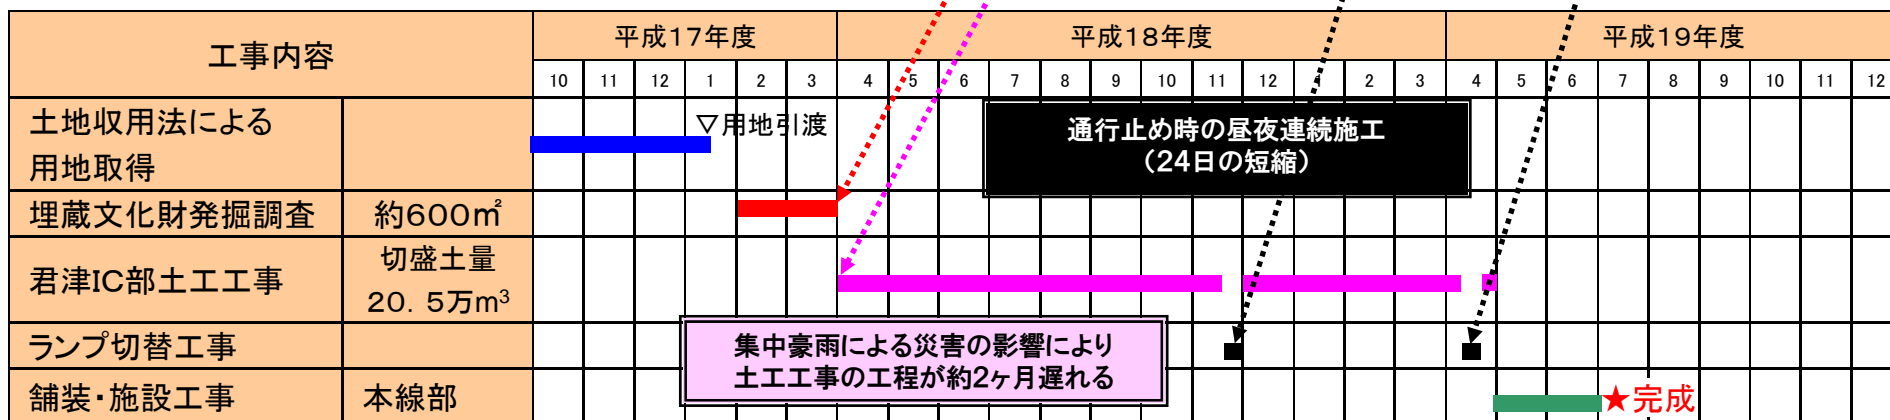 工事内容
平成17年度
平成18年度
平成19年度
10 11 12 1 2 3 4 5 6 7 8 9 10 11 12 1 2 3 4 5 6 7 8 9 10 11 12
土地収用法による
用地取得
▽用地引渡
通行止め時の昼夜連続施工
（24日の短縮）
埋蔵文化財発掘調査
約600㎡
君津IC部土工工事
切盛土量
20．5万m³
ランプ切替工事
集中豪雨による災害の影響により
土工工事の工程が約2ヶ月遅れる
舗装・施設工事
本線部
★完成